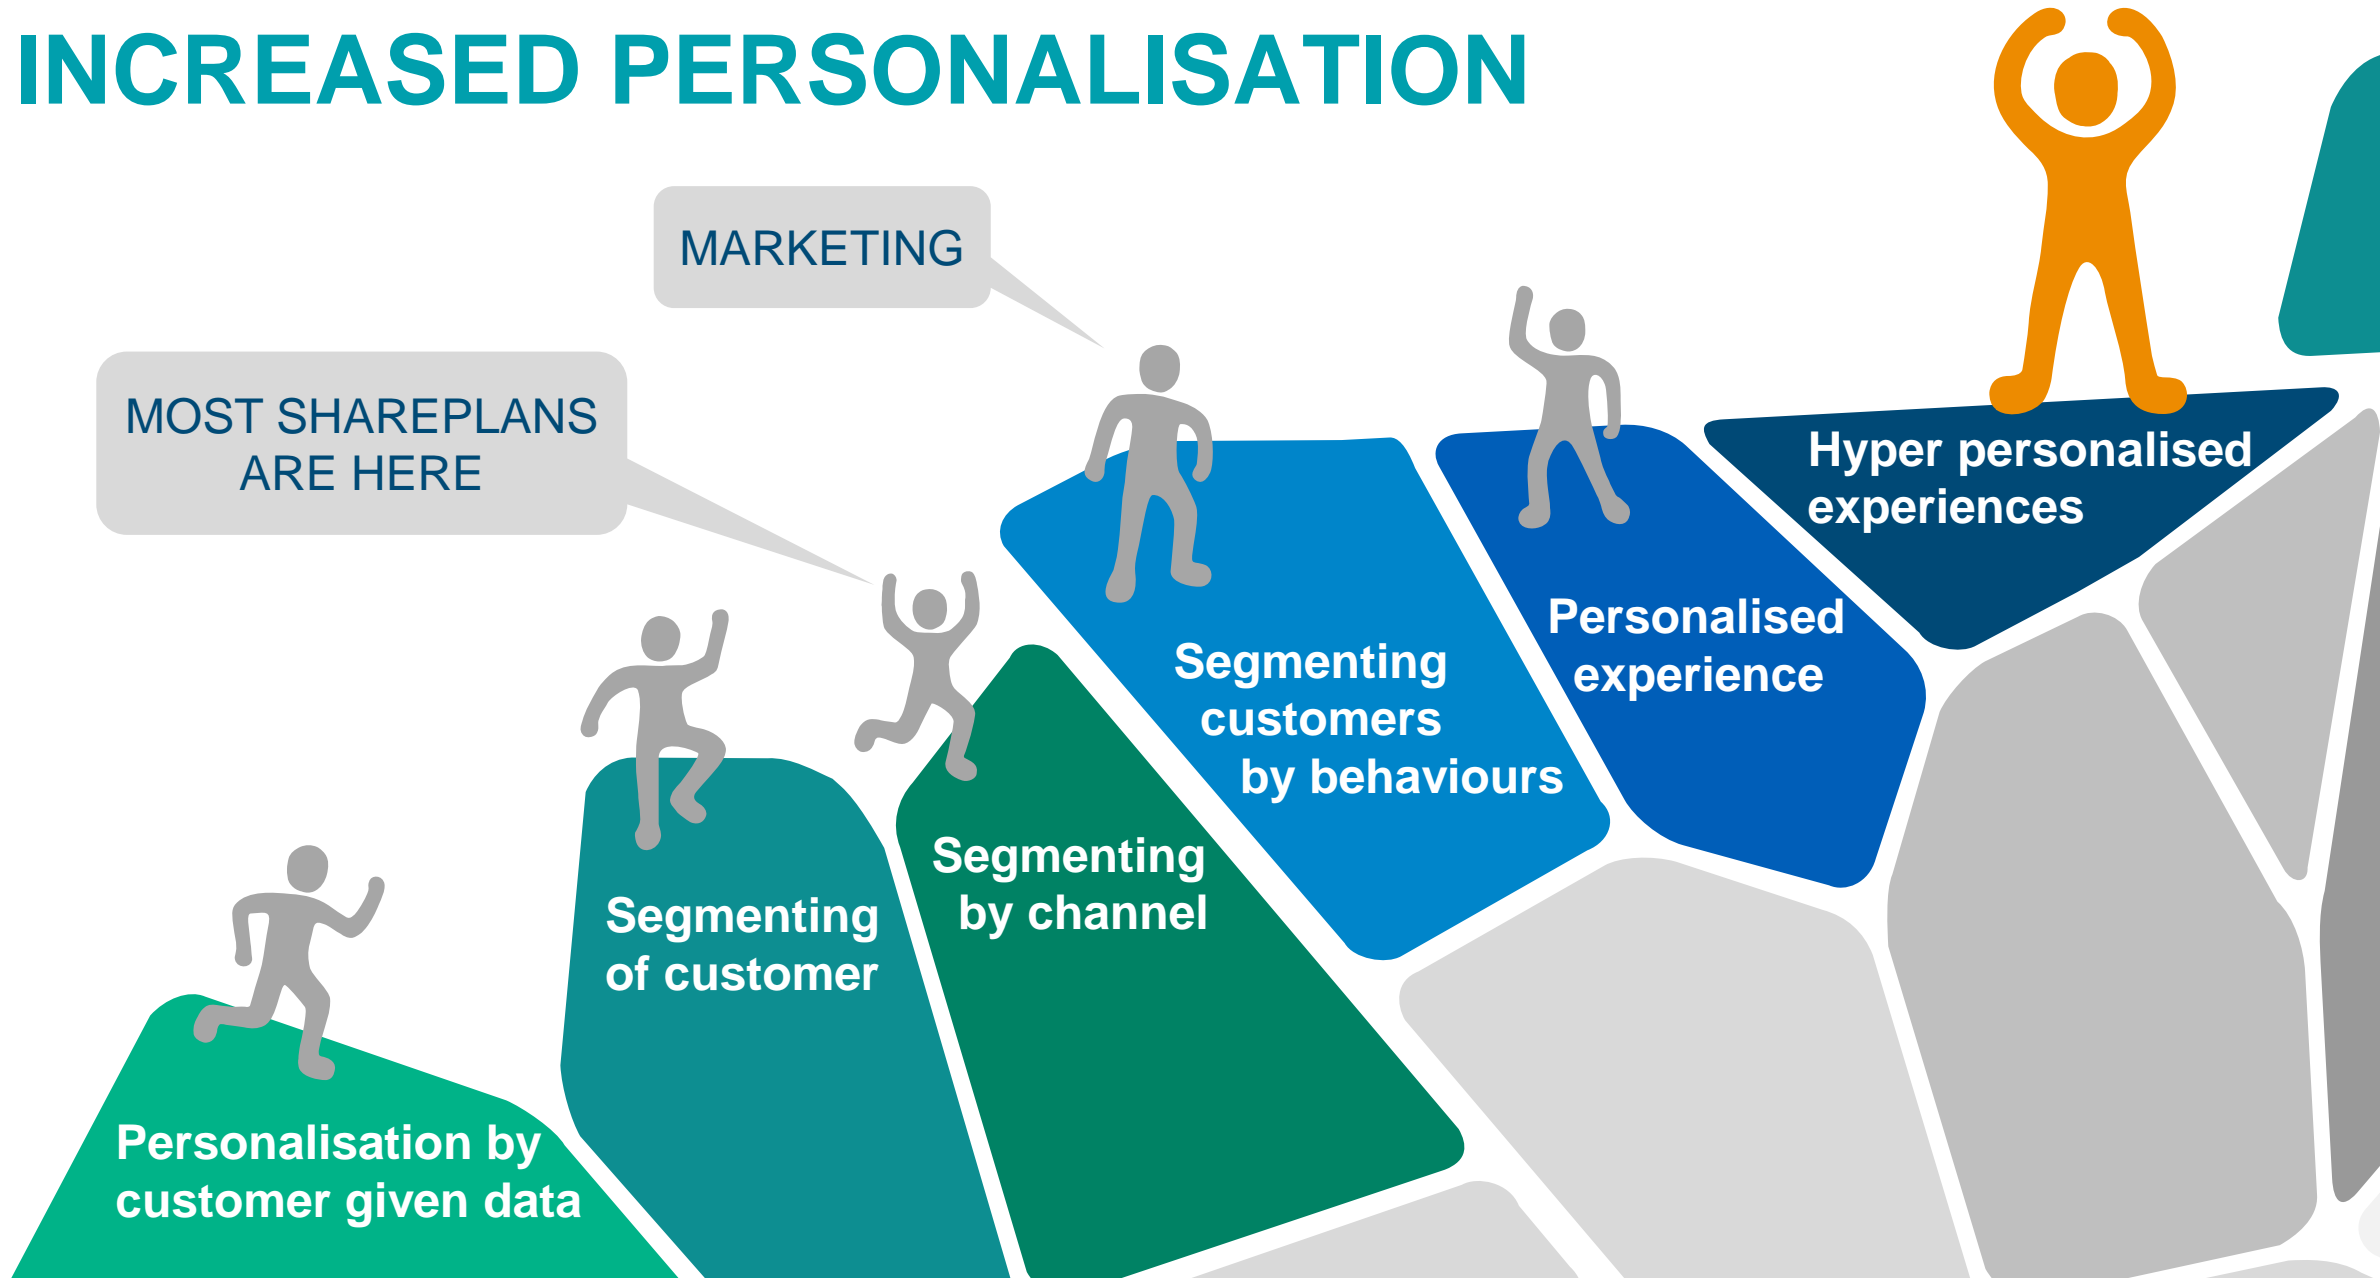 INCREASED PERSONALISATION
MARKETING
MOST SHAREPLANS
ARE HERE
Hyper personalised
experiences
Personalised
experience
Segmenting
customers
by behaviours
Segmenting
by channel
Segmenting
of customer
Personalisation by
customer given data